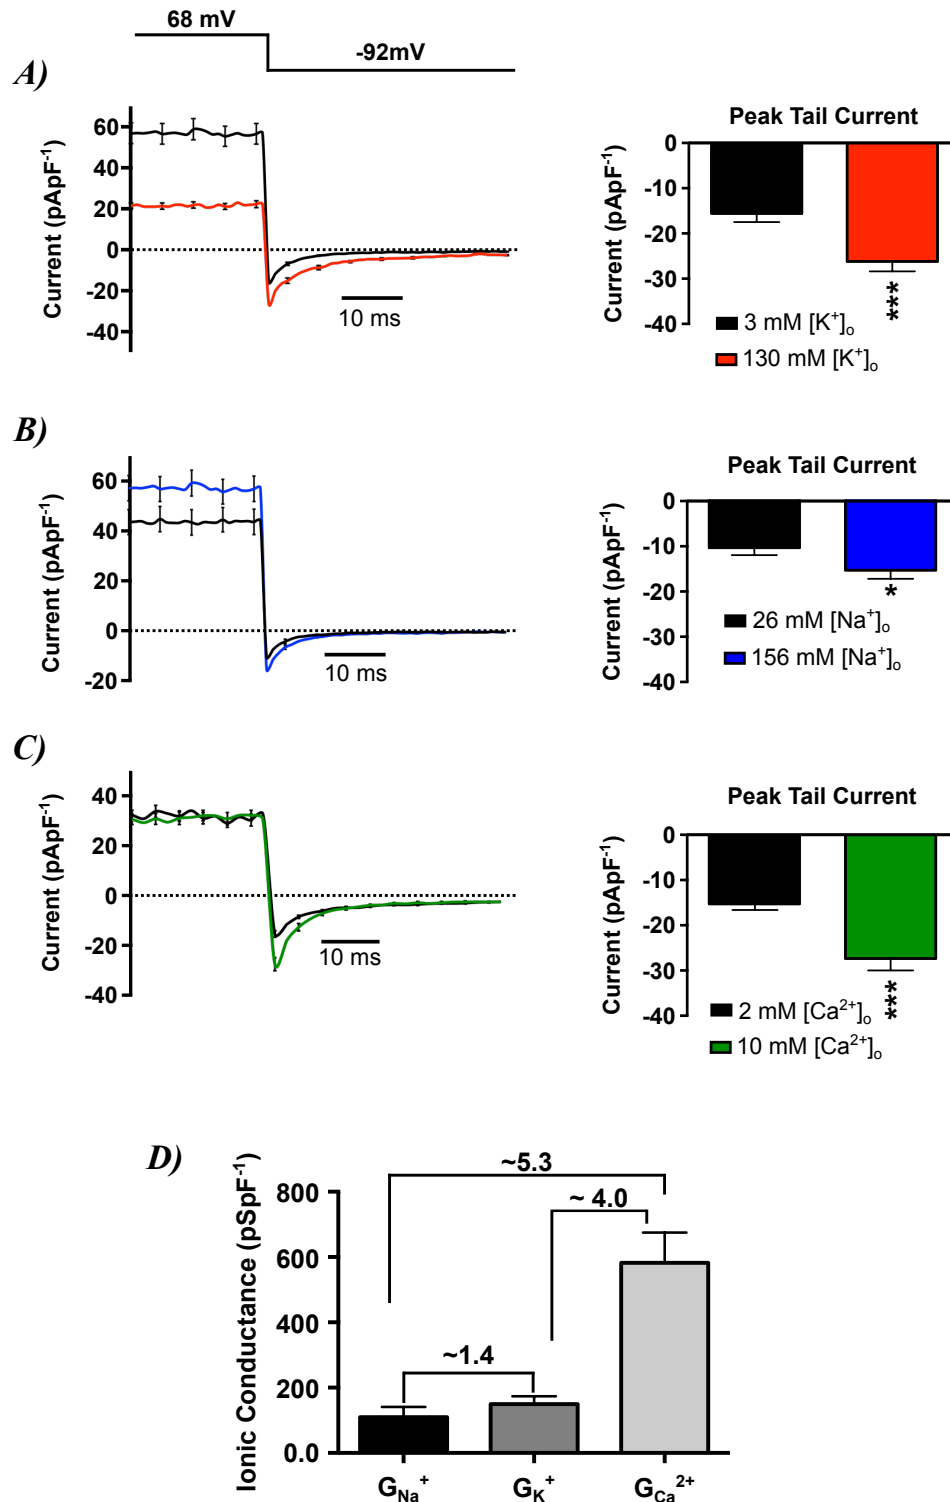 68 mV
-92mV
A)
Current (pApF⁻¹)
60
40
20
0
-20
-40
10 ms
Peak Tail Current
Current (pApF⁻¹)
0
-10
-20
-30
-40
***
3 mM [K⁺]ₒ
130 mM [K⁺]ₒ
B)
Current (pApF⁻¹)
60
40
20
0
-20
10 ms
Peak Tail Current
Current (pApF⁻¹)
0
-10
-20
-30
-40
*
26 mM [Na⁺]ₒ
156 mM [Na⁺]ₒ
C)
Current (pApF⁻¹)
40
20
0
-20
-40
10 ms
Peak Tail Current
Current (pApF⁻¹)
0
-10
-20
-30
-40
***
2 mM [Ca²⁺]ₒ
10 mM [Ca²⁺]ₒ
D)
Ionic Conductance (pSpF⁻¹)
800
600
400
200
0.0
~5.3
~ 4.0
~1.4
G_Na⁺
G_K⁺
G_Ca²⁺